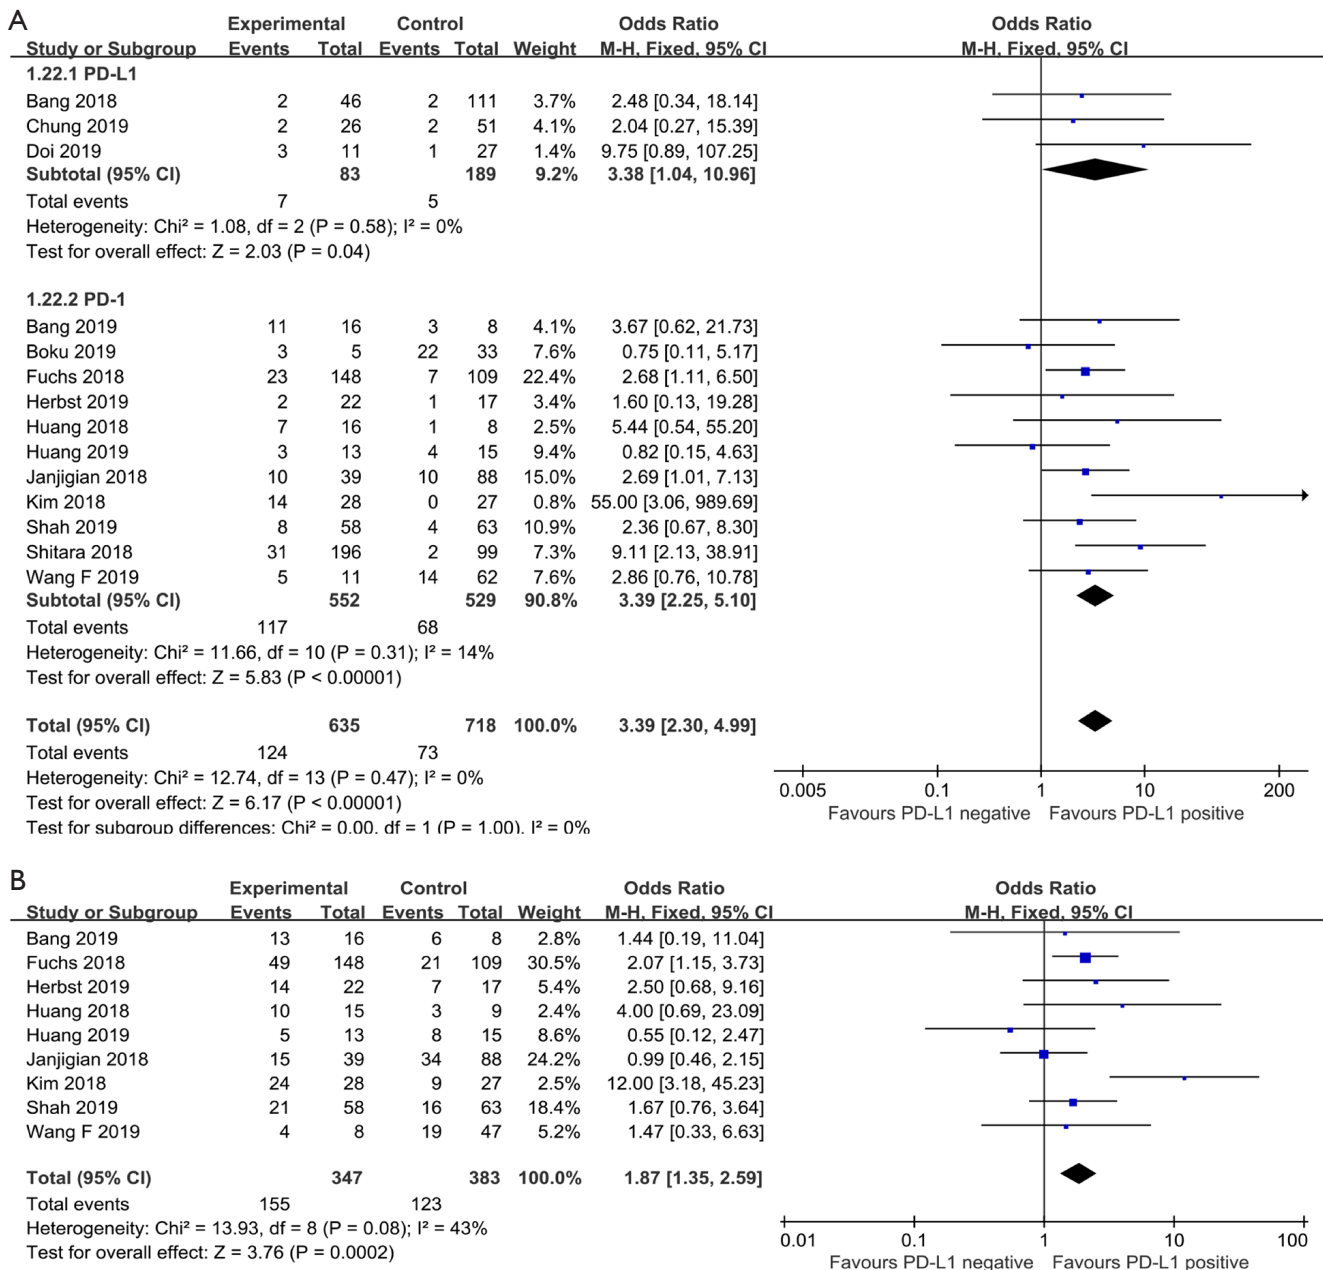 A
Experimental Control Odds Ratio Odds Ratio
Study or Subgroup Events Total Events Total Weight M-H, Fixed, 95% CI M-H, Fixed, 95% CI
1.22.1 PD-L1
Bang 2018 2 46 2 111 3.7% 2.48 [0.34, 18.14]
Chung 2019 2 26 2 51 4.1% 2.04 [0.27, 15.39]
Doi 2019 3 11 1 27 1.4% 9.75 [0.89, 107.25]
Subtotal (95% CI) 83 189 9.2% 3.38 [1.04, 10.96]
Total events 7 5
Heterogeneity: Chi² = 1.08, df = 2 (P = 0.58); I² = 0%
Test for overall effect: Z = 2.03 (P = 0.04)
1.22.2 PD-1
Bang 2019 11 16 3 8 4.1% 3.67 [0.62, 21.73]
Boku 2019 3 5 22 33 7.6% 0.75 [0.11, 5.17]
Fuchs 2018 23 148 7 109 22.4% 2.68 [1.11, 6.50]
Herbst 2019 2 22 1 17 3.4% 1.60 [0.13, 19.28]
Huang 2018 7 16 1 8 2.5% 5.44 [0.54, 55.20]
Huang 2019 3 13 4 15 9.4% 0.82 [0.15, 4.63]
Janjigian 2018 10 39 10 88 15.0% 2.69 [1.01, 7.13]
Kim 2018 14 28 0 27 0.8% 55.00 [3.06, 989.69]
Shah 2019 8 58 4 63 10.9% 2.36 [0.67, 8.30]
Shitara 2018 31 196 2 99 7.3% 9.11 [2.13, 38.91]
Wang F 2019 5 11 14 62 7.6% 2.86 [0.76, 10.78]
Subtotal (95% CI) 552 529 90.8% 3.39 [2.25, 5.10]
Total events 117 68
Heterogeneity: Chi² = 11.66, df = 10 (P = 0.31); I² = 14%
Test for overall effect: Z = 5.83 (P < 0.00001)
Total (95% CI) 635 718 100.0% 3.39 [2.30, 4.99]
Total events 124 73
Heterogeneity: Chi² = 12.74, df = 13 (P = 0.47); I² = 0%
Test for overall effect: Z = 6.17 (P < 0.00001)
Test for subgroup differences: Chi² = 0.00, df = 1 (P = 1.00), I² = 0%
0.005 0.1 1 10 200
Favours PD-L1 negative Favours PD-L1 positive
B
Experimental Control Odds Ratio Odds Ratio
Study or Subgroup Events Total Events Total Weight M-H, Fixed, 95% CI M-H, Fixed, 95% CI
Bang 2019 13 16 6 8 2.8% 1.44 [0.19, 11.04]
Fuchs 2018 49 148 21 109 30.5% 2.07 [1.15, 3.73]
Herbst 2019 14 22 7 17 5.4% 2.50 [0.68, 9.16]
Huang 2018 10 15 3 9 2.4% 4.00 [0.69, 23.09]
Huang 2019 5 13 8 15 8.6% 0.55 [0.12, 2.47]
Janjigian 2018 15 39 34 88 24.2% 0.99 [0.46, 2.15]
Kim 2018 24 28 9 27 2.5% 12.00 [3.18, 45.23]
Shah 2019 21 58 16 63 18.4% 1.67 [0.76, 3.64]
Wang F 2019 4 8 19 47 5.2% 1.47 [0.33, 6.63]
Total (95% CI) 347 383 100.0% 1.87 [1.35, 2.59]
Total events 155 123
Heterogeneity: Chi² = 13.93, df = 8 (P = 0.08); I² = 43%
Test for overall effect: Z = 3.76 (P = 0.0002)
0.01 0.1 1 10 100
Favours PD-L1 negative Favours PD-L1 positive